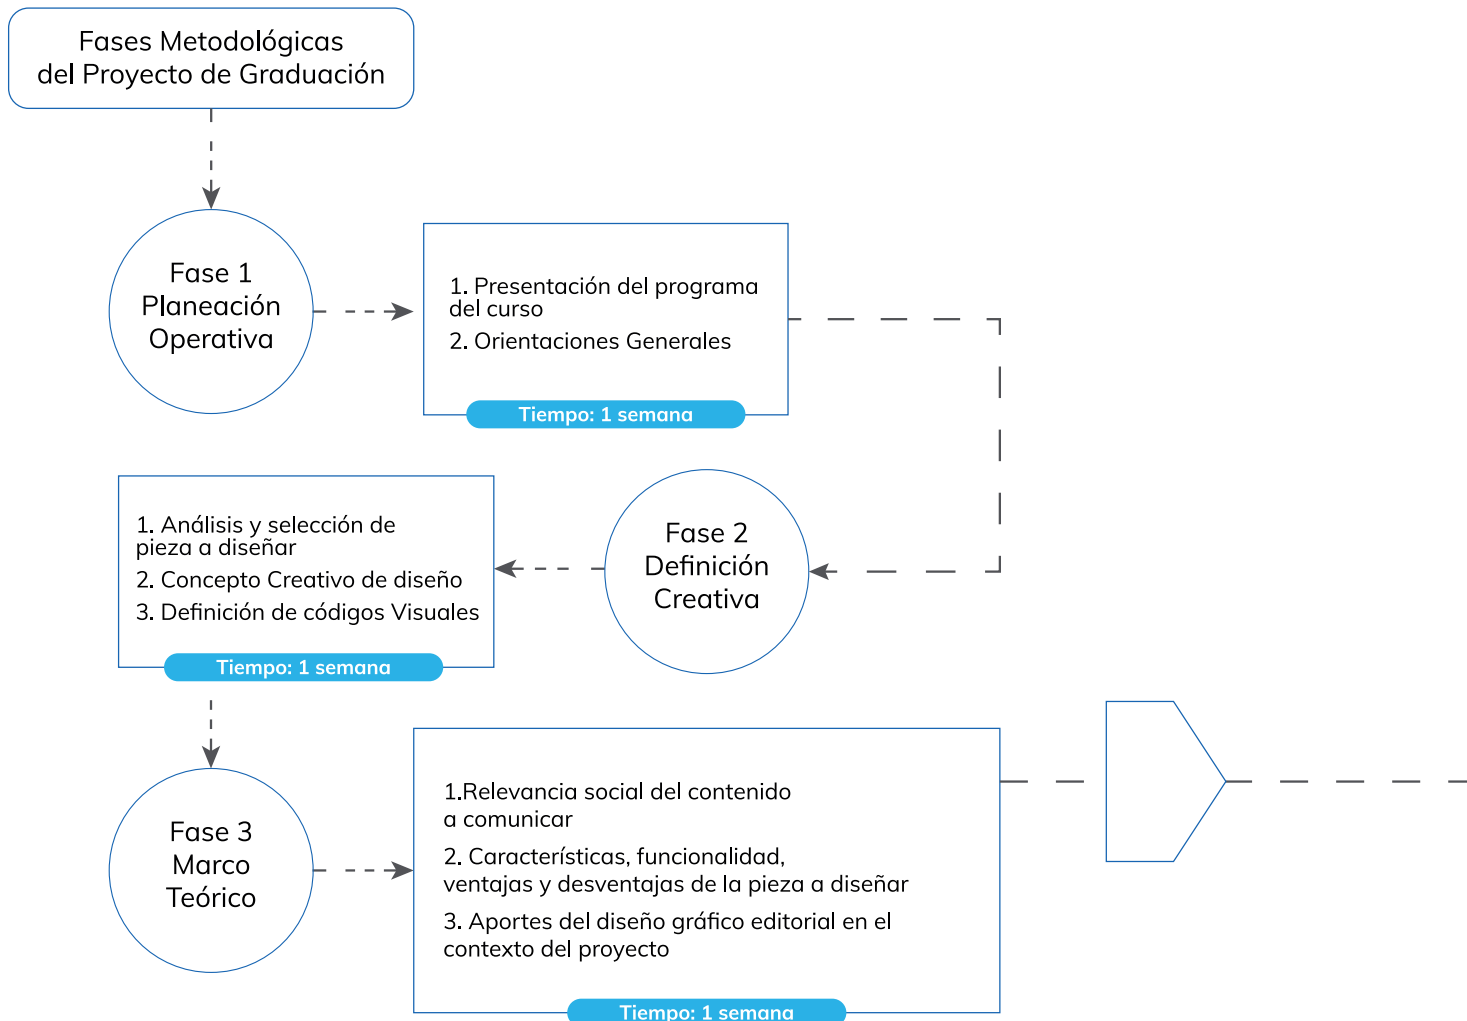 Fases Metodológicas
del Proyecto de Graduación
Fase 1
Planeación
Operativa
1. Presentación del programa
del curso
2. Orientaciones Generales
Tiempo: 1 semana
Fase 2
Definición
Creativa
1. Análisis y selección de
pieza a diseñar
2. Concepto Creativo de diseño
3. Definición de códigos Visuales
Tiempo: 1 semana
Fase 3
Marco
Teórico
1.Relevancia social del contenido
a comunicar
2. Características, funcionalidad,
ventajas y desventajas de la pieza a diseñar
3. Aportes del diseño gráfico editorial en el
contexto del proyecto
Tiempo: 1 semana